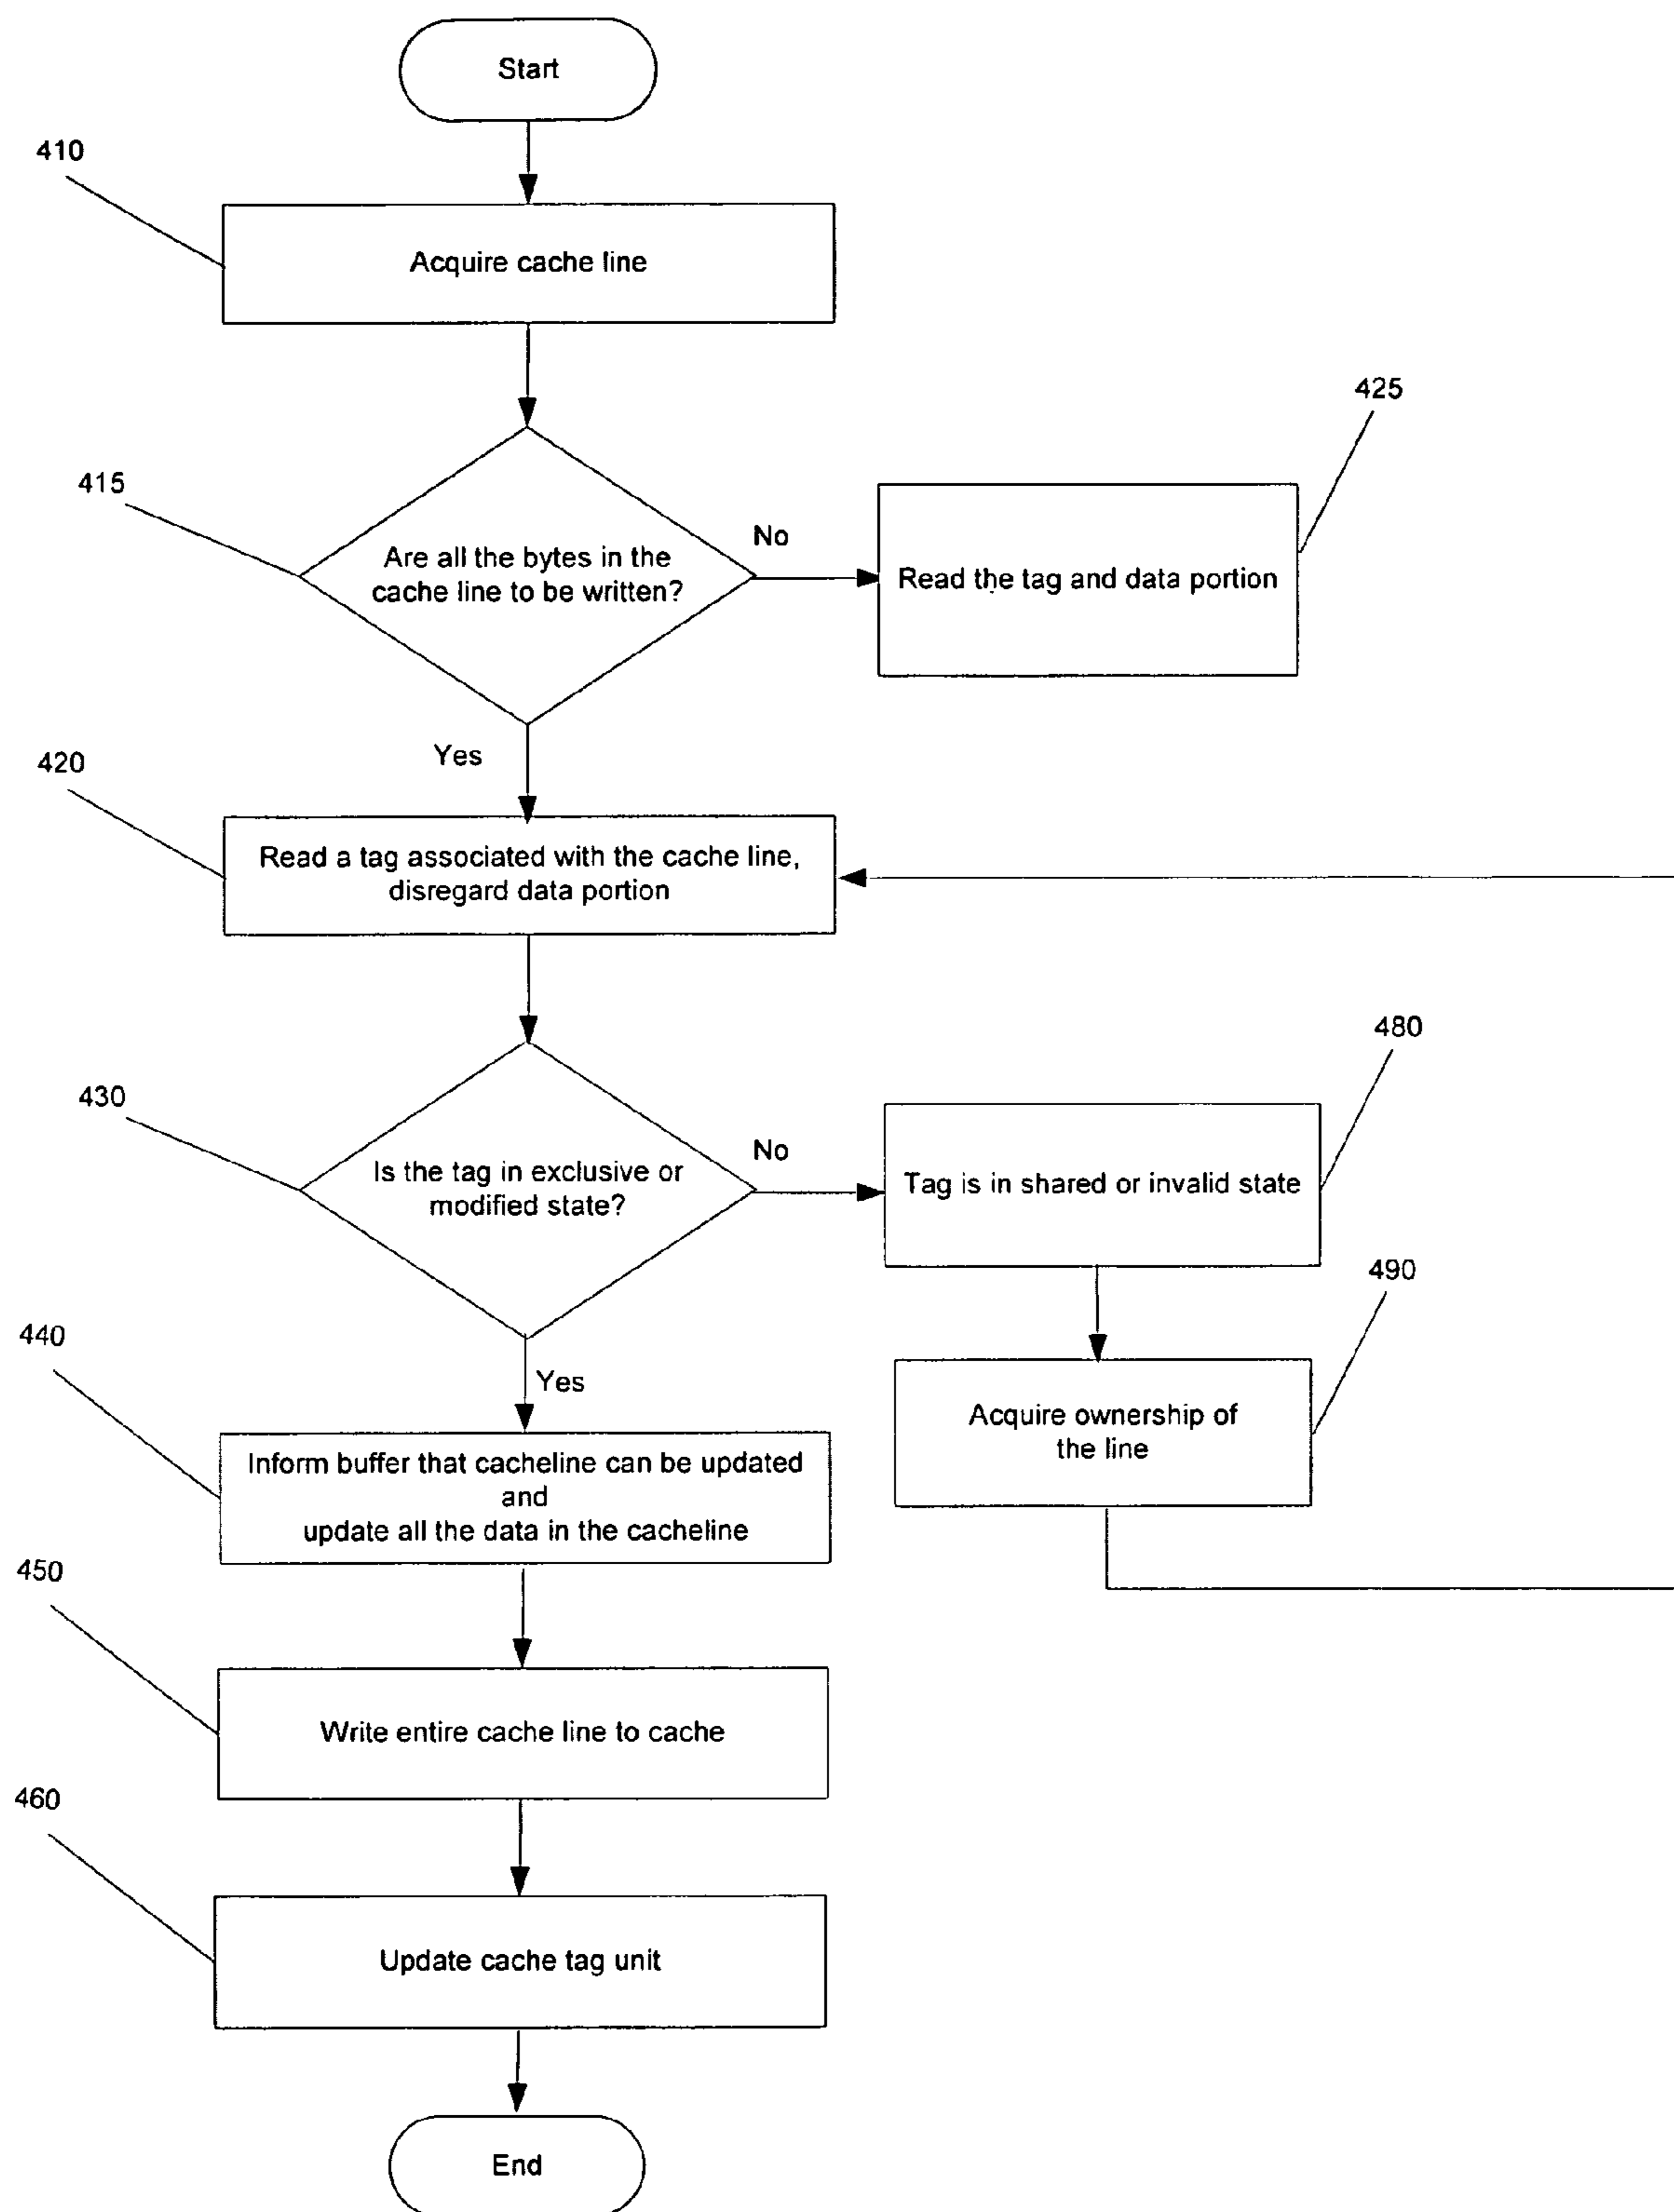 Start
410
Acquire cache line
425
415
Are all the bytes in the
cache line to be written?
No
Read the tag and data portion
Yes
420
Read a tag associated with the cache line,
disregard data portion
480
430
Is the tag in exclusive or
modified state?
No
Tag is in shared or invalid state
490
440
Yes
Acquire ownership of
the line
Inform buffer that cacheline can be updated
and
update all the data in the cacheline
450
Write entire cache line to cache
460
Update cache tag unit
End